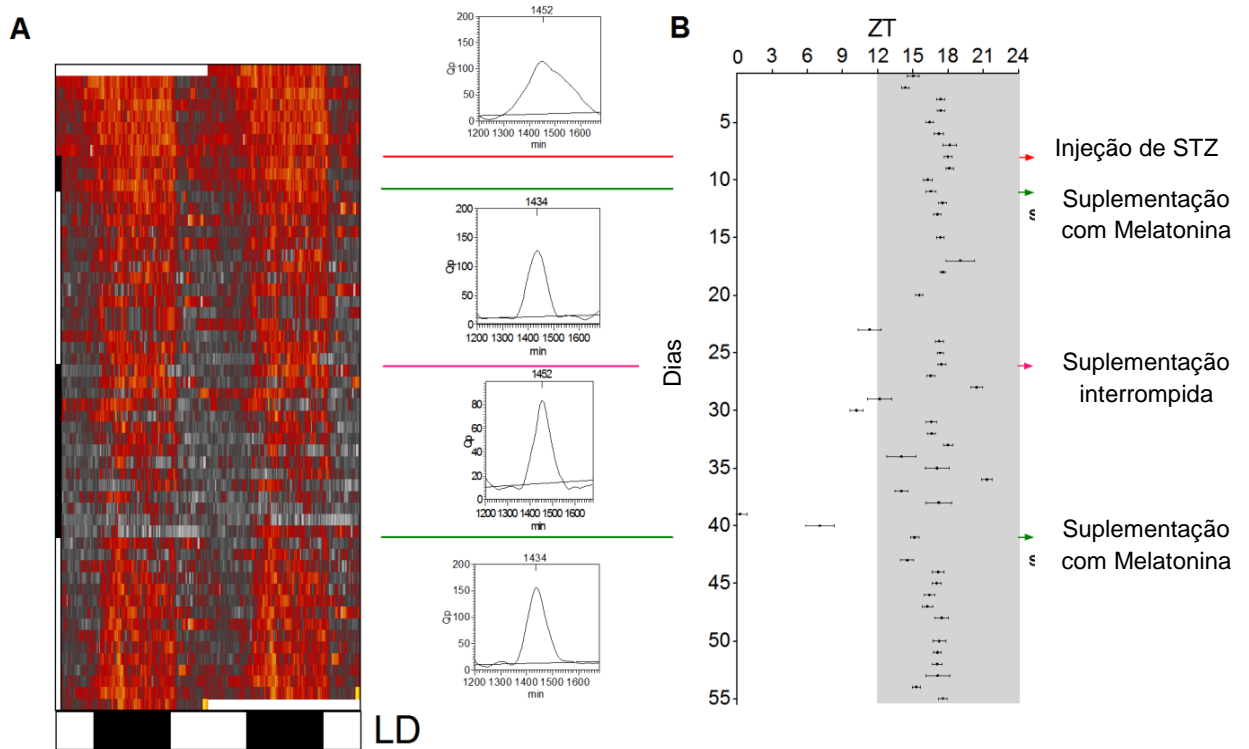 A
1452
200
150
100
50
0
Qp
1200 1300 1400 1500 1600
min
1434
200
150
100
50
0
Qp
1200 1300 1400 1500 1600
min
1452
80
60
40
20
0
Qp
1200 1300 1400 1500 1600
min
1434
200
150
100
50
0
Qp
1200 1300 1400 1500 1600
min
LD
B
ZT
0 3 6 9 12 15 18 21 24
5
10
15
20
25
30
35
40
45
50
55
Dias
Injeção de STZ
Suplementação
s
com Melatonina
Suplementação
interrompida
Suplementação
com Melatonina
s